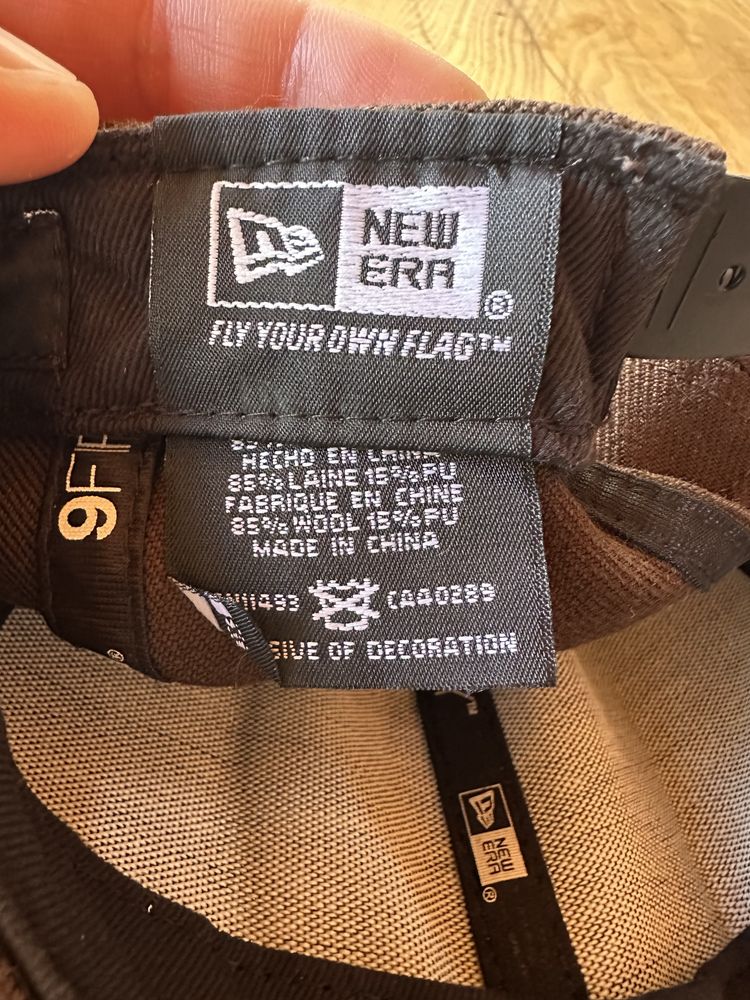 NEW
ERA
®
FLY YOUR OWN FLAG™
HECHO EN CHINA
85% LAINE 15% PU
FABRIQUE EN CHINE
85% WOOL 15% PU
MADE IN CHINA
CA40289
OF DECORATION
NEW
ERA
®